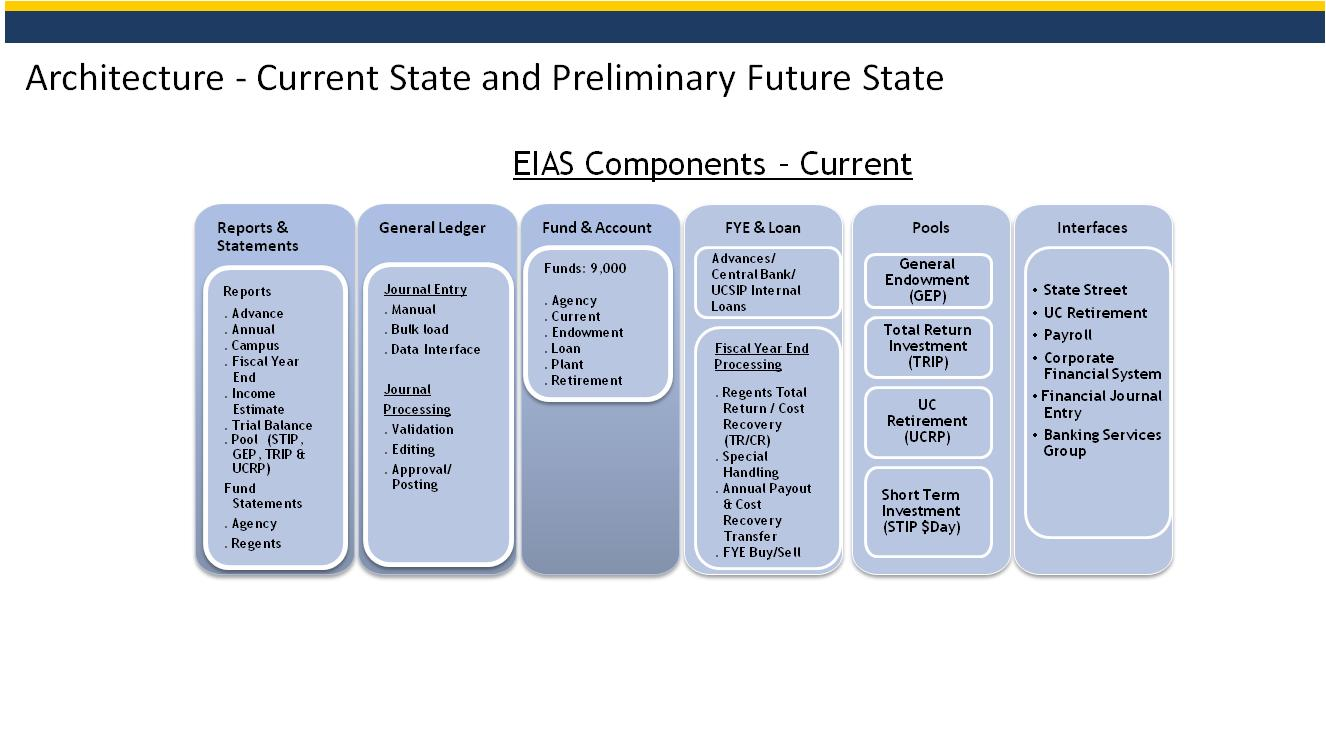 Architecture - Current State and Preliminary Future State
EIAS Components - Current
Reports &
Statements
Reports
. Advance
. Annual
. Campus
. Fiscal Year
End
. Income
Estimate
. Trial Balance
. Pool (STIP,
GEP, TRIP &
UCRP)
Fund
Statements
. Agency
. Regents
General Ledger
Journal Entry
. Manual
. Bulk load
. Data Interface
Journal
Processing
. Validation
. Editing
. Approval/
Posting
Fund & Account
Funds: 9,000
. Agency
. Current
. Endowment
. Loan
. Plant
. Retirement
FYE & Loan
Advances/
Central Bank/
UCSIP Internal
Loans
Fiscal Year End
Processing
. Regents Total
Return / Cost
Recovery
(TR/CR)
. Special
Handling
. Annual Payout
& Cost
Recovery
Transfer
. FYE Buy/Sell
Pools
General
Endowment
(GEP)
Total Return
Investment
(TRIP)
UC
Retirement
(UCRP)
Short Term
Investment
(STIP $Day)
Interfaces
• State Street
• UC Retirement
• Payroll
• Corporate
Financial System
• Financial Journal
Entry
• Banking Services
Group